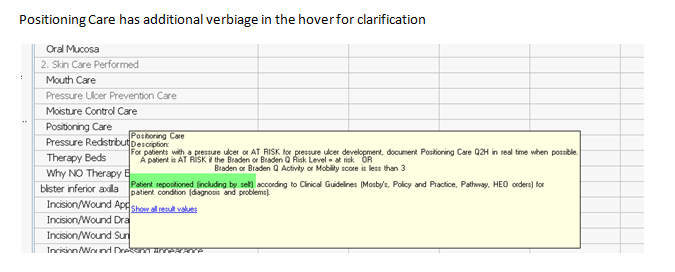 Positioning Care has additional verbiage in the hover for clarification
Oral Mucosa
2. Skin Care Performed
Mouth Care
Pressure Ulcer Prevention Care
Moisture Control Care
Positioning Care
Pressure Redistribut
Therapy Beds
Why NO Therapy B
blister inferior axilla
Incision/Wound App
Incision/Wound Dra
Incision/Wound Surr
Incision/Wound Dressing Appearance
Positioning Care
Description:
For patients with a pressure ulcer or AT RISK for pressure ulcer development, document Positioning Care Q2H in real time when possible.
A patient is AT RISK if the Braden or Braden Q Risk Level = at risk OR
Braden or Braden Q Activity or Mobility score is less than 3
Patient repositioned (including by self) according to Clinical Guidelines (Mosby's, Policy and Practice, Pathway, HEO orders) for
patient condition (diagnosis and problems).
Show all result values